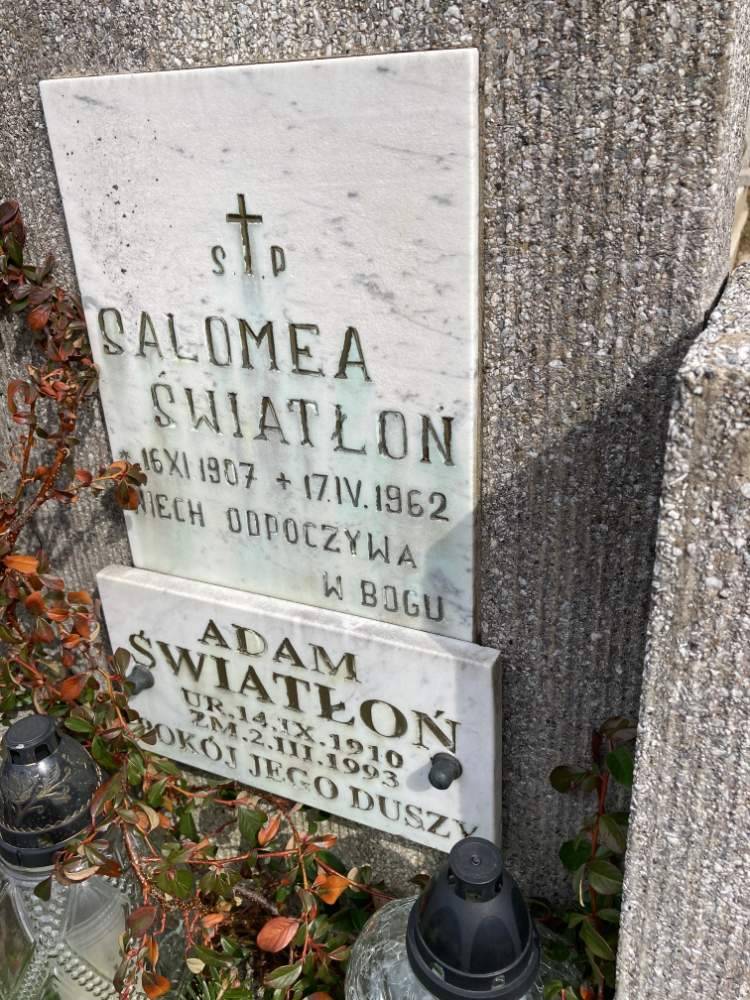 S.P
SALOMEA
ŚWIATŁOŃ
* 16 XI 1907 + 17.IV.1962
NIECH ODPOCZYWA
W BOGU
ADAM
ŚWIATŁOŃ
UR.14.IX.1910
ZM.2.III.1993
POKÓJ JEGO DUSZY